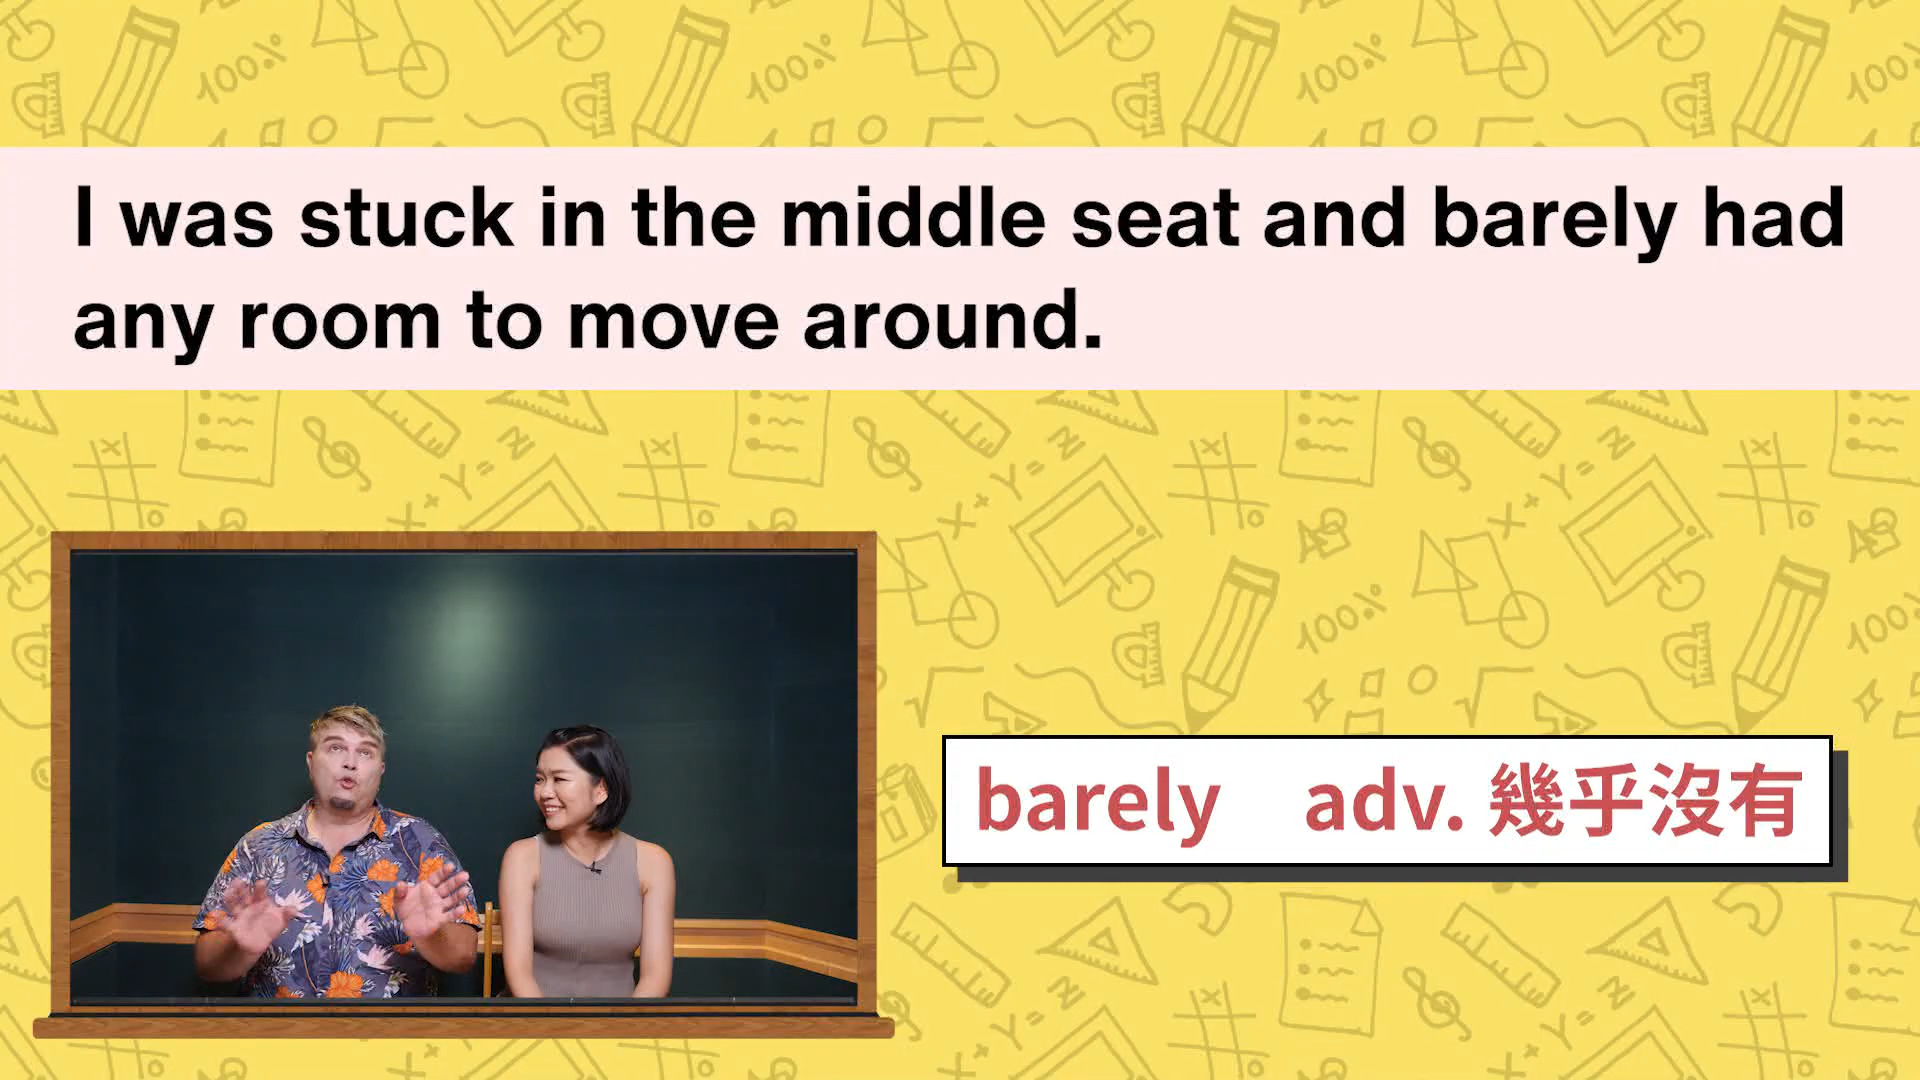 I was stuck in the middle seat and barely had
any room to move around.
barely adv. 幾乎沒有